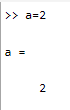 >> a=2
a =
2